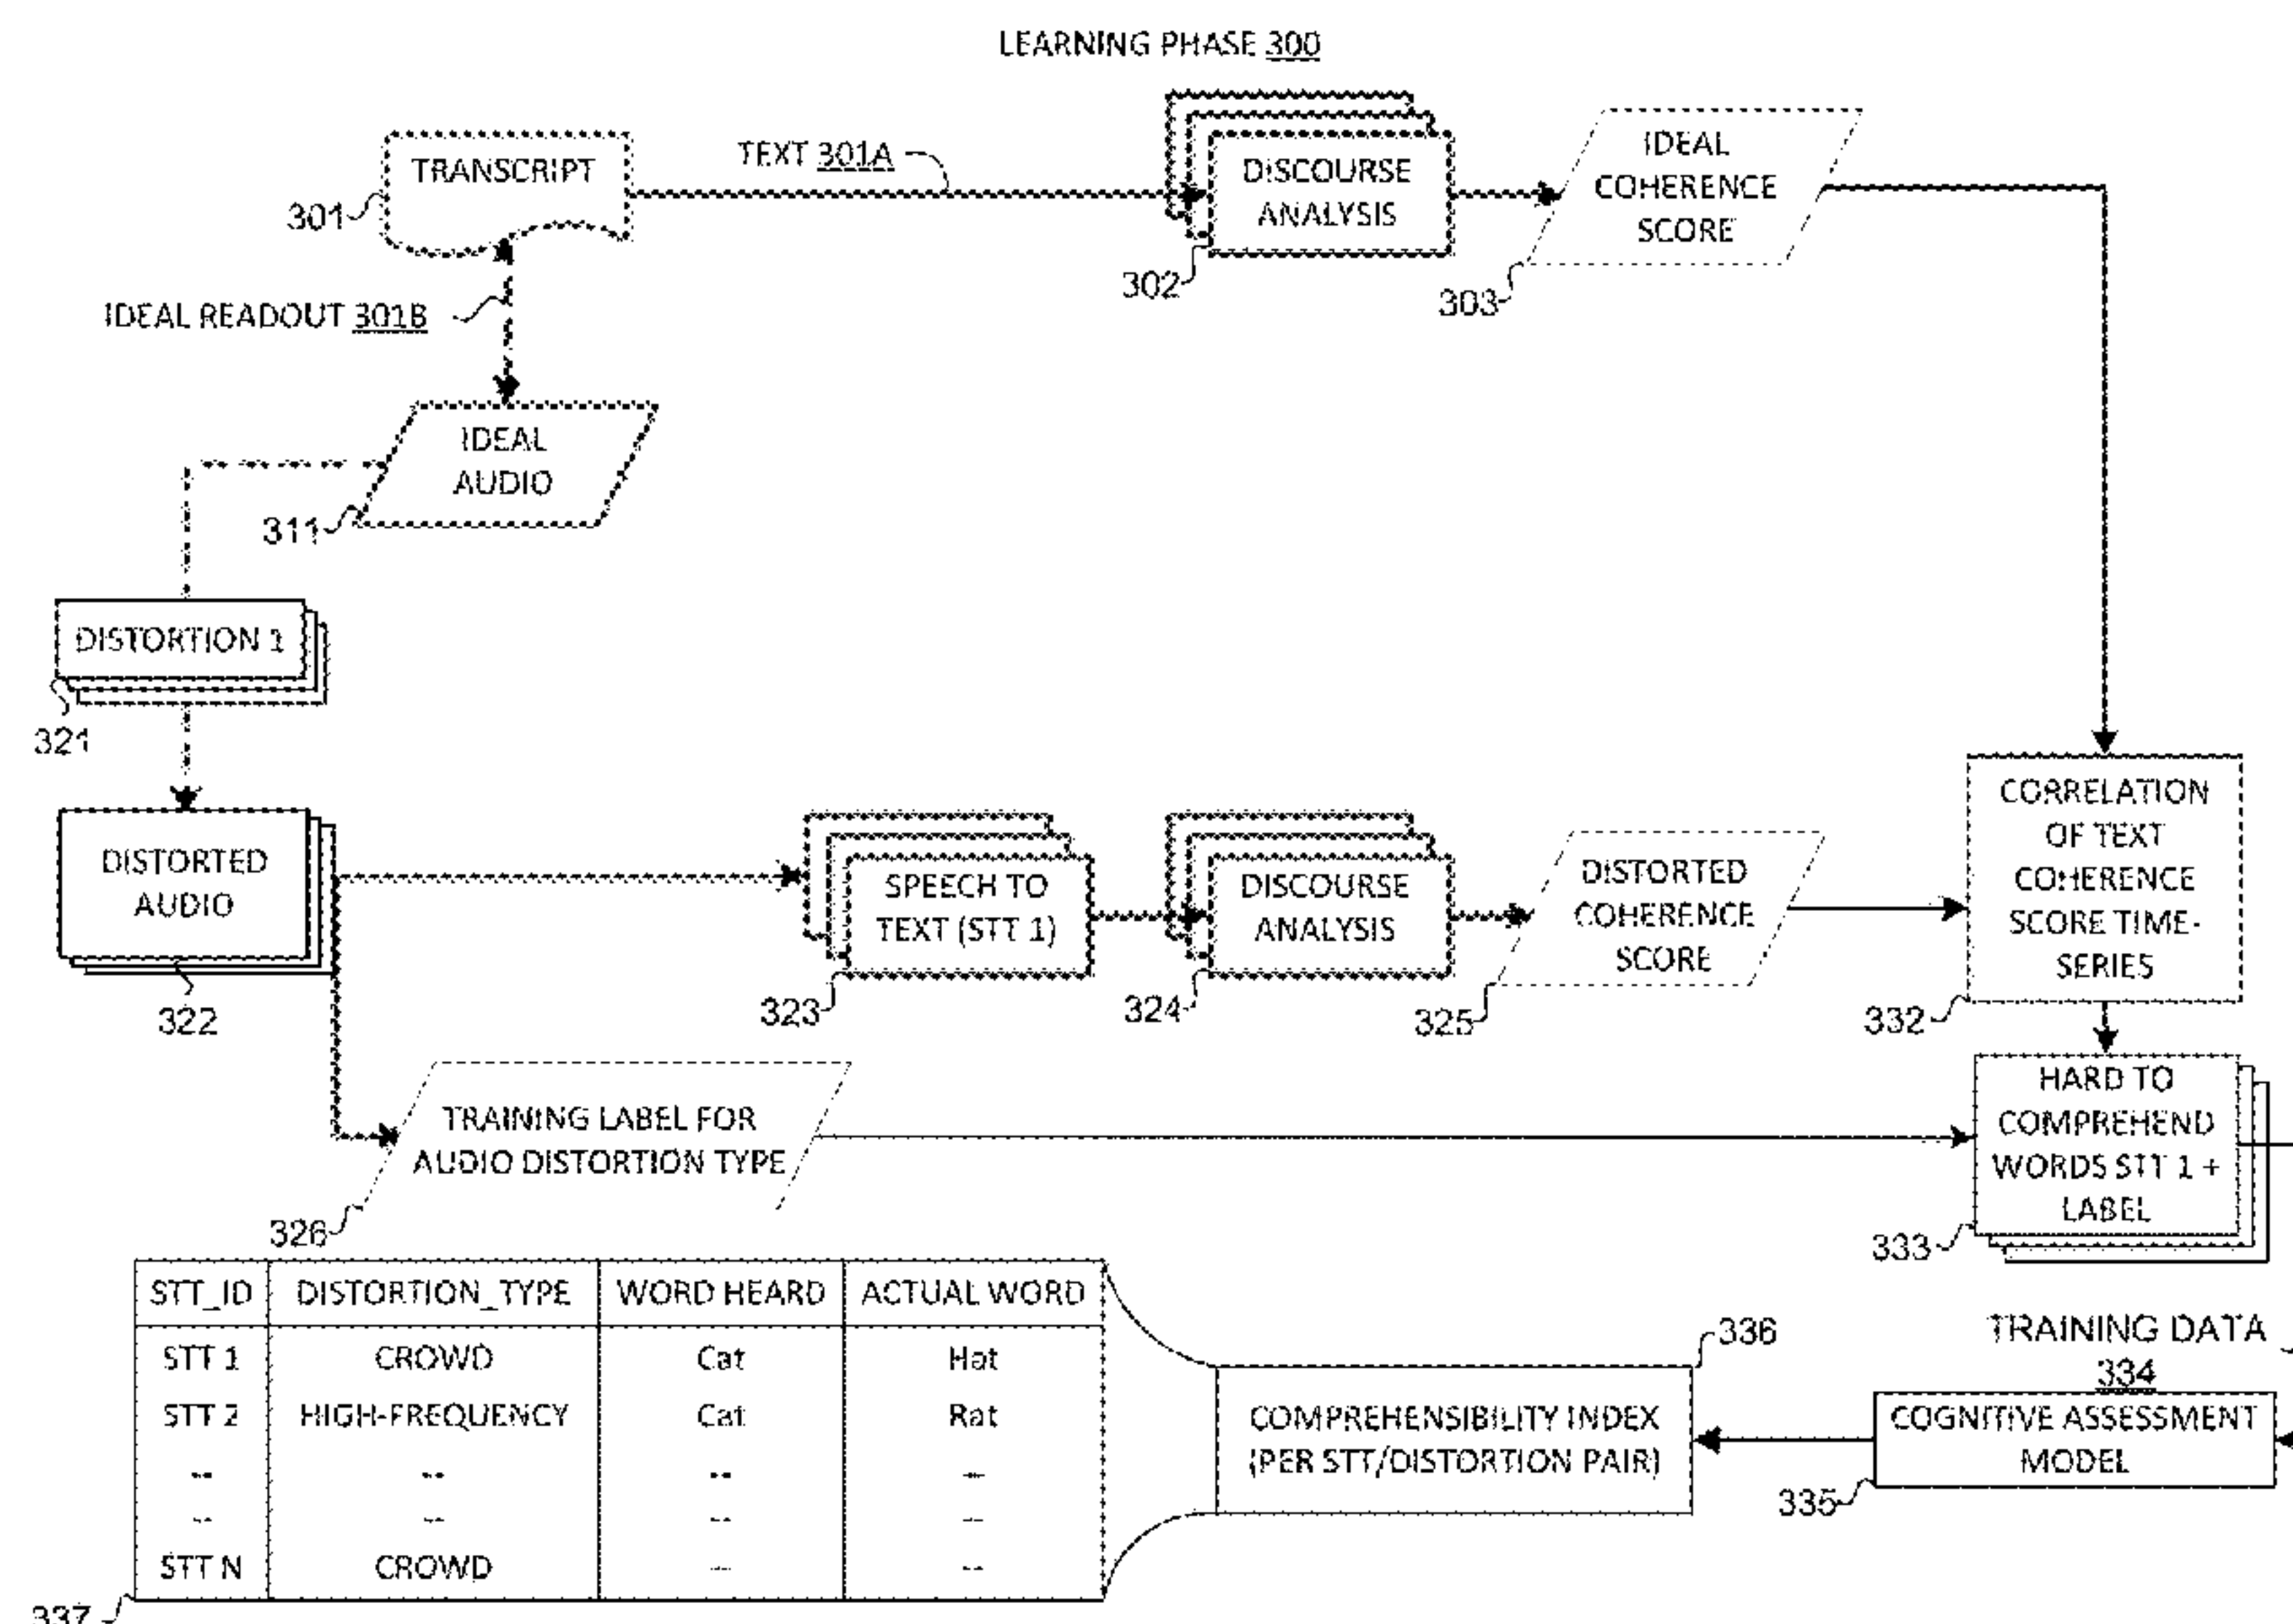 LEARNING PHASE 300
TRANSCRIPT
301
TEXT 301A
DISCOURSE
ANALYSIS
302
IDEAL
COHERENCE
SCORE
303
IDEAL READOUT 301B
IDEAL
AUDIO
311
DISTORTION 1
321
DISTORTED
AUDIO
322
SPEECH TO
TEXT (STT 1)
323
DISCOURSE
ANALYSIS
324
DISTORTED
COHERENCE
SCORE
325
CORRELATION
OF TEXT
COHERENCE
SCORE TIME-
SERIES
332
TRAINING LABEL FOR
AUDIO DISTORTION TYPE
326
HARD TO
COMPREHEND
WORDS STT 1 +
LABEL
333
TRAINING DATA
334
COGNITIVE ASSESSMENT
MODEL
335
COMPREHENSIBILITY INDEX
(PER STT/DISTORTION PAIR)
336
STT_ID DISTORTION_TYPE WORD HEARD ACTUAL WORD
STT 1 CROWD Cat Hat
STT 2 HIGH-FREQUENCY Cat Rat
-- -- -- --
-- -- -- --
STT N CROWD -- --
337